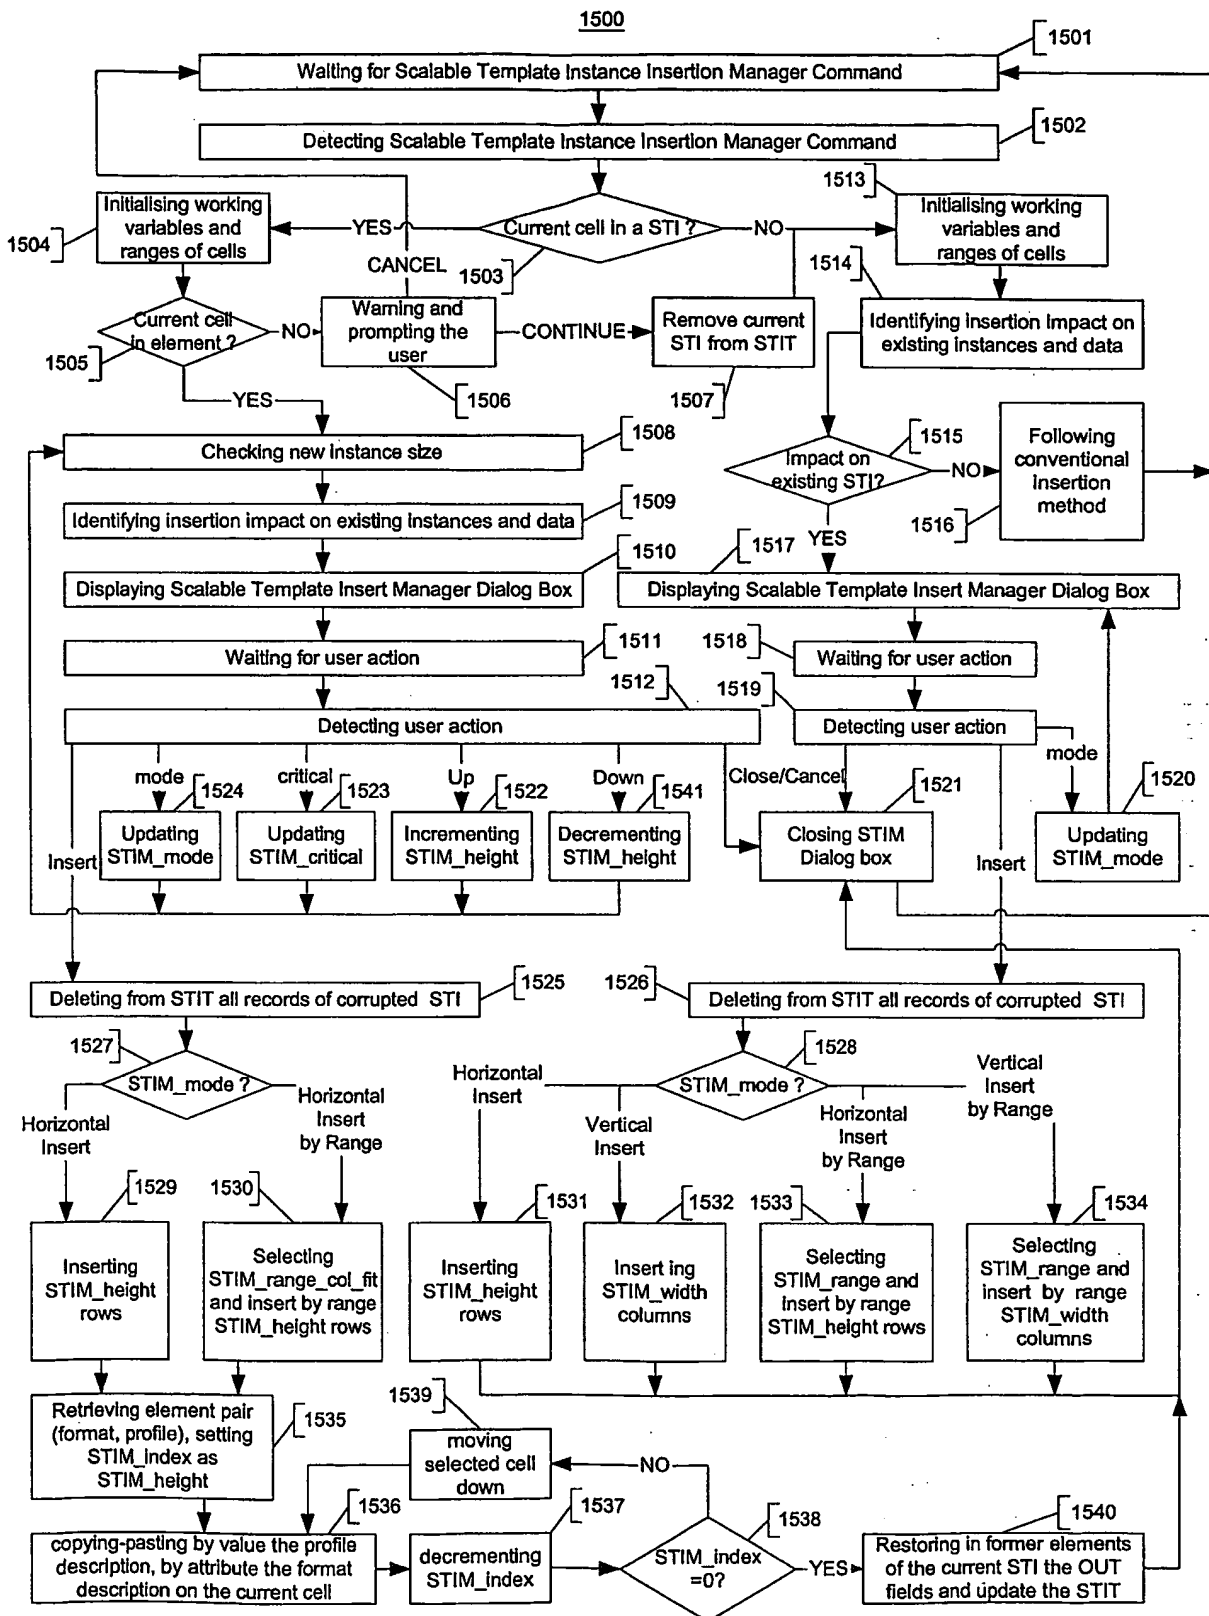 1500
1501
Waiting for Scalable Template Instance Insertion Manager Command
1502
Detecting Scalable Template Instance Insertion Manager Command
1513
Initialising working
variables and
ranges of cells
1504
YES
Current cell in a STI ?
NO
Initialising working
variables and
ranges of cells
CANCEL
1503
1514
Current cell
in element ?
1505
NO
Warning and
prompting the
user
1506
CONTINUE
Remove current
STI from STIT
1507
Identifying insertion Impact on
existing instances and data
YES
1508
Checking new instance size
1515
Impact on
existing STI?
NO
Following
conventional
Insertion
method
1516
1509
Identifying insertion impact on existing instances and data
YES
1510
Displaying Scalable Template Insert Manager Dialog Box
1517
Displaying Scalable Template Insert Manager Dialog Box
1511
Waiting for user action
1518
Waiting for user action
1512
Detecting user action
1519
Detecting user action
mode
critical
Up
Down
Close/Cancel
mode
1524
1523
1522
1541
1521
1520
Insert
Updating
STIM_mode
Updating
STIM_critical
Incrementing
STIM_height
Decrementing
STIM_height
Closing STIM
Dialog box
Insert
Updating
STIM_mode
1525
Deleting from STIT all records of corrupted STI
1526
Deleting from STIT all records of corrupted STI
1527
STIM_mode ?
1528
STIM_mode ?
Horizontal
Insert
Horizontal
Insert
by Range
Horizontal
Insert
Vertical
Insert
Horizontal
Insert
by Range
Vertical
Insert
by Range
1529
1530
1531
1532
1533
1534
Inserting
STIM_height
rows
Selecting
STIM_range_col_fit
and insert by range
STIM_height rows
Inserting
STIM_height
rows
Insert ing
STIM_width
columns
Selecting
STIM_range and
insert by range
STIM_height rows
Selecting
STIM_range and
insert by range
STIM_width
columns
Retrieving element pair
(format, profile), setting
STIM_index as
STIM_height
1535
1539
moving
selected cell
down
NO
1536
copying-pasting by value the profile
description, by attribute the format
description on the current cell
1537
decrementing
STIM_index
1538
STIM_index
=0?
YES
1540
Restoring in former elements
of the current STI the OUT
fields and update the STIT